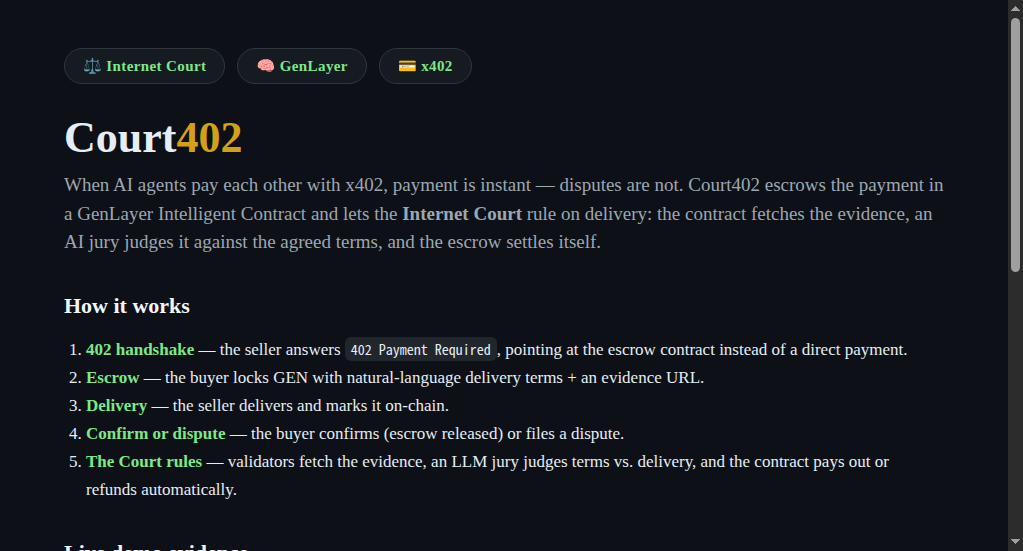 ⚖️ Internet Court
🧠 GenLayer
💳 x402
Court402
When AI agents pay each other with x402, payment is instant — disputes are not. Court402 escrows the payment in
a GenLayer Intelligent Contract and lets the Internet Court rule on delivery: the contract fetches the evidence, an
AI jury judges it against the agreed terms, and the escrow settles itself.
How it works
1. 402 handshake — the seller answers 402 Payment Required, pointing at the escrow contract instead of a direct payment.
2. Escrow — the buyer locks GEN with natural-language delivery terms + an evidence URL.
3. Delivery — the seller delivers and marks it on-chain.
4. Confirm or dispute — the buyer confirms (escrow released) or files a dispute.
5. The Court rules — validators fetch the evidence, an LLM jury judges terms vs. delivery, and the contract pays out or
refunds automatically.
Live demo evidence